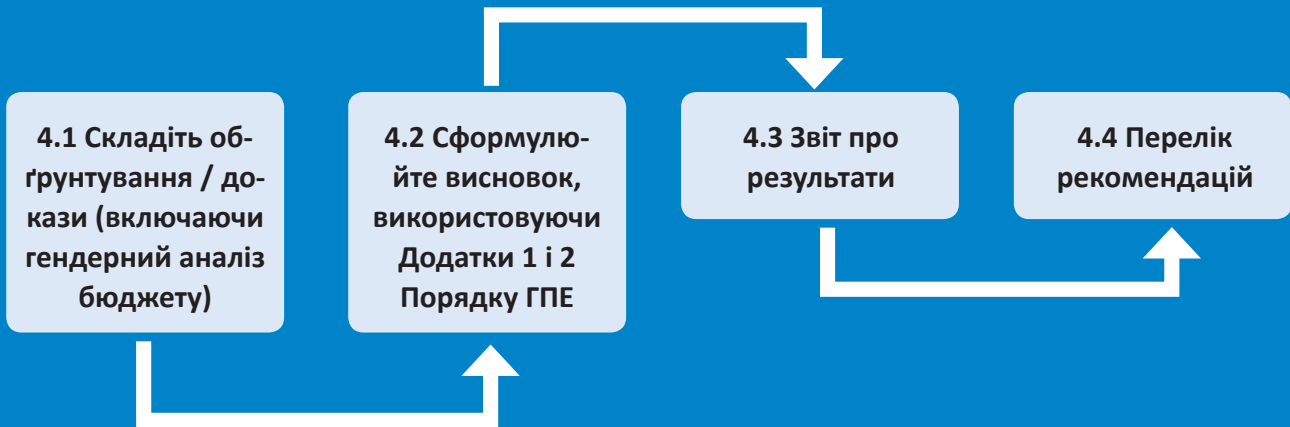 4.1 Складіть об-
ґрунтування / до-
кази (включаючи
гендерний аналіз
бюджету)
4.2 Сформулю-
йте висновок,
використовуючи
Додатки 1 і 2
Порядку ГПЕ
4.3 Звіт про
результати
4.4 Перелік
рекомендацій